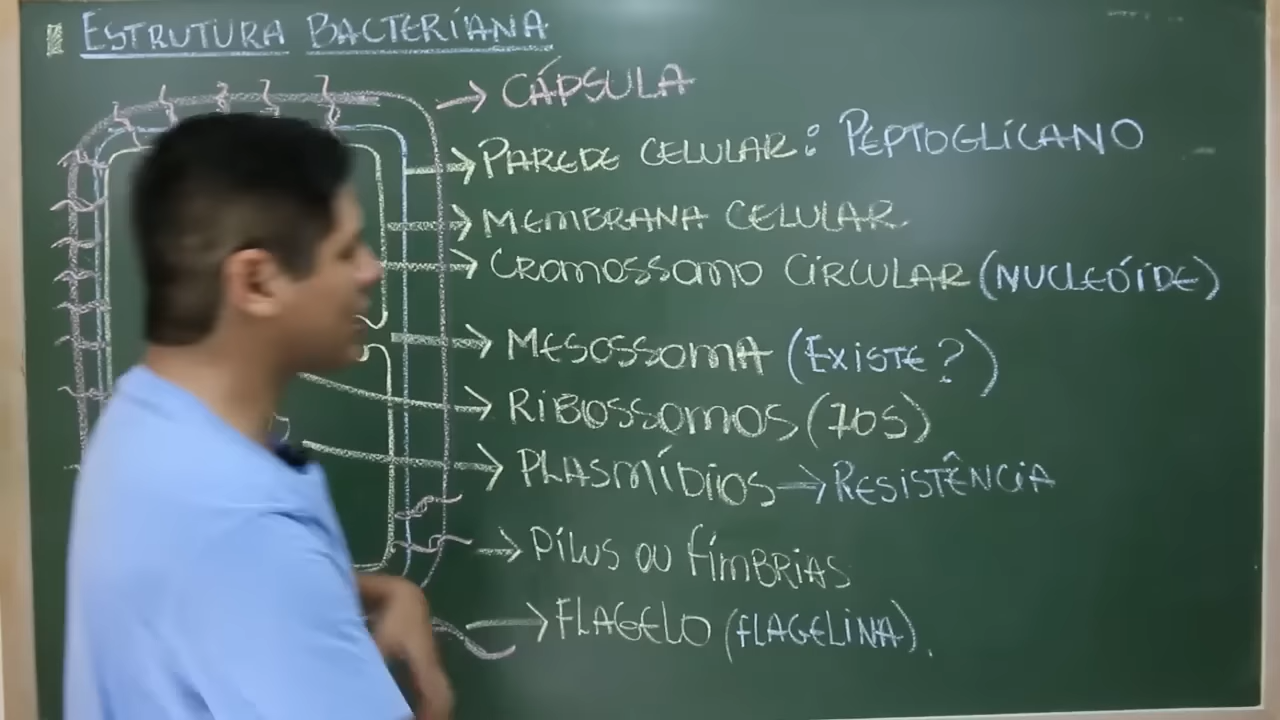 ESTRUTURA BACTERIANA
→ CÁPSULA
→ PAREDE CELULAR: PEPTOGLICANO
→ MEMBRANA CELULAR
→ CROMOSSOMO CIRCULAR (NUCLEÓIDE)
→ MESOSSOMA (EXISTE?)
→ RIBOSSOMOS (70S)
→ PLASMÍDIOS → RESISTÊNCIA
→ PÍLUS OU FÍMBRIAS
→ FLAGELO (FLAGELINA).